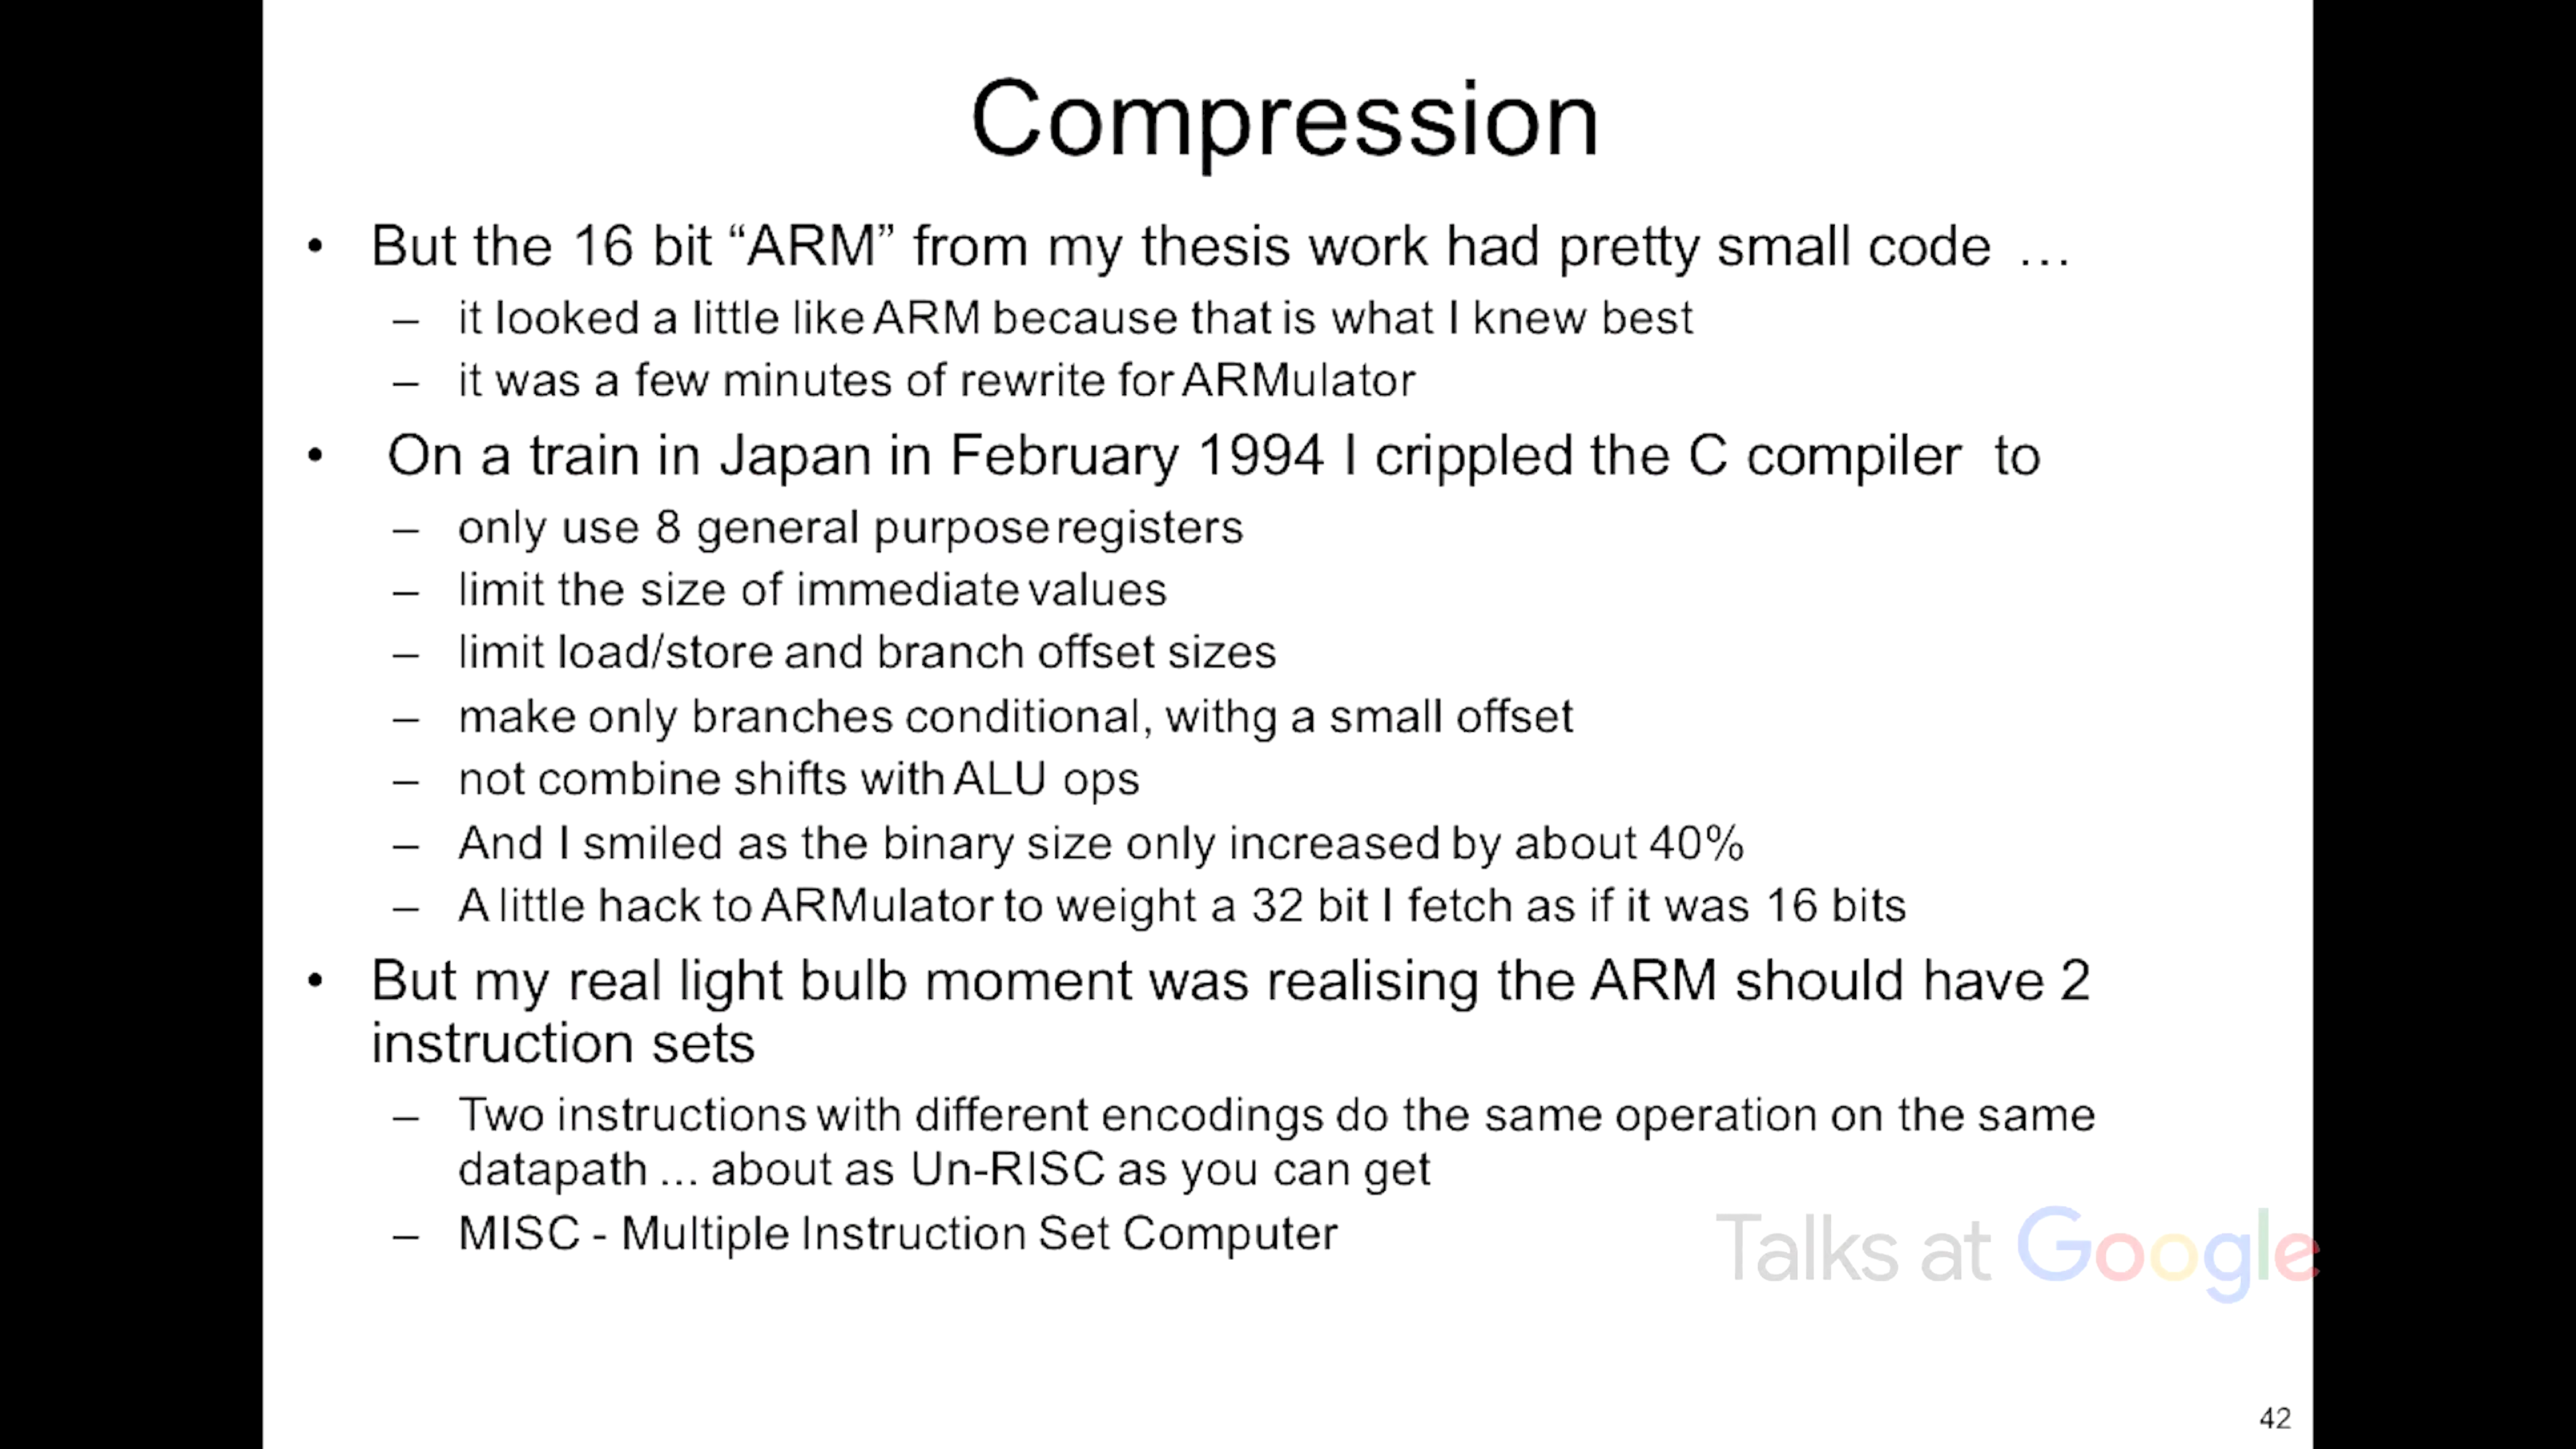 Compression
• But the 16 bit “ARM” from my thesis work had pretty small code …
– it looked a little like ARM because that is what I knew best
– it was a few minutes of rewrite for ARMulator
• On a train in Japan in February 1994 I crippled the C compiler to
– only use 8 general purpose registers
– limit the size of immediate values
– limit load/store and branch offset sizes
– make only branches conditional, withg a small offset
– not combine shifts with ALU ops
– And I smiled as the binary size only increased by about 40%
– A little hack to ARMulator to weight a 32 bit I fetch as if it was 16 bits
• But my real light bulb moment was realising the ARM should have 2
instruction sets
– Two instructions with different encodings do the same operation on the same
datapath ... about as Un-RISC as you can get
– MISC - Multiple Instruction Set Computer
Talks at Google
42